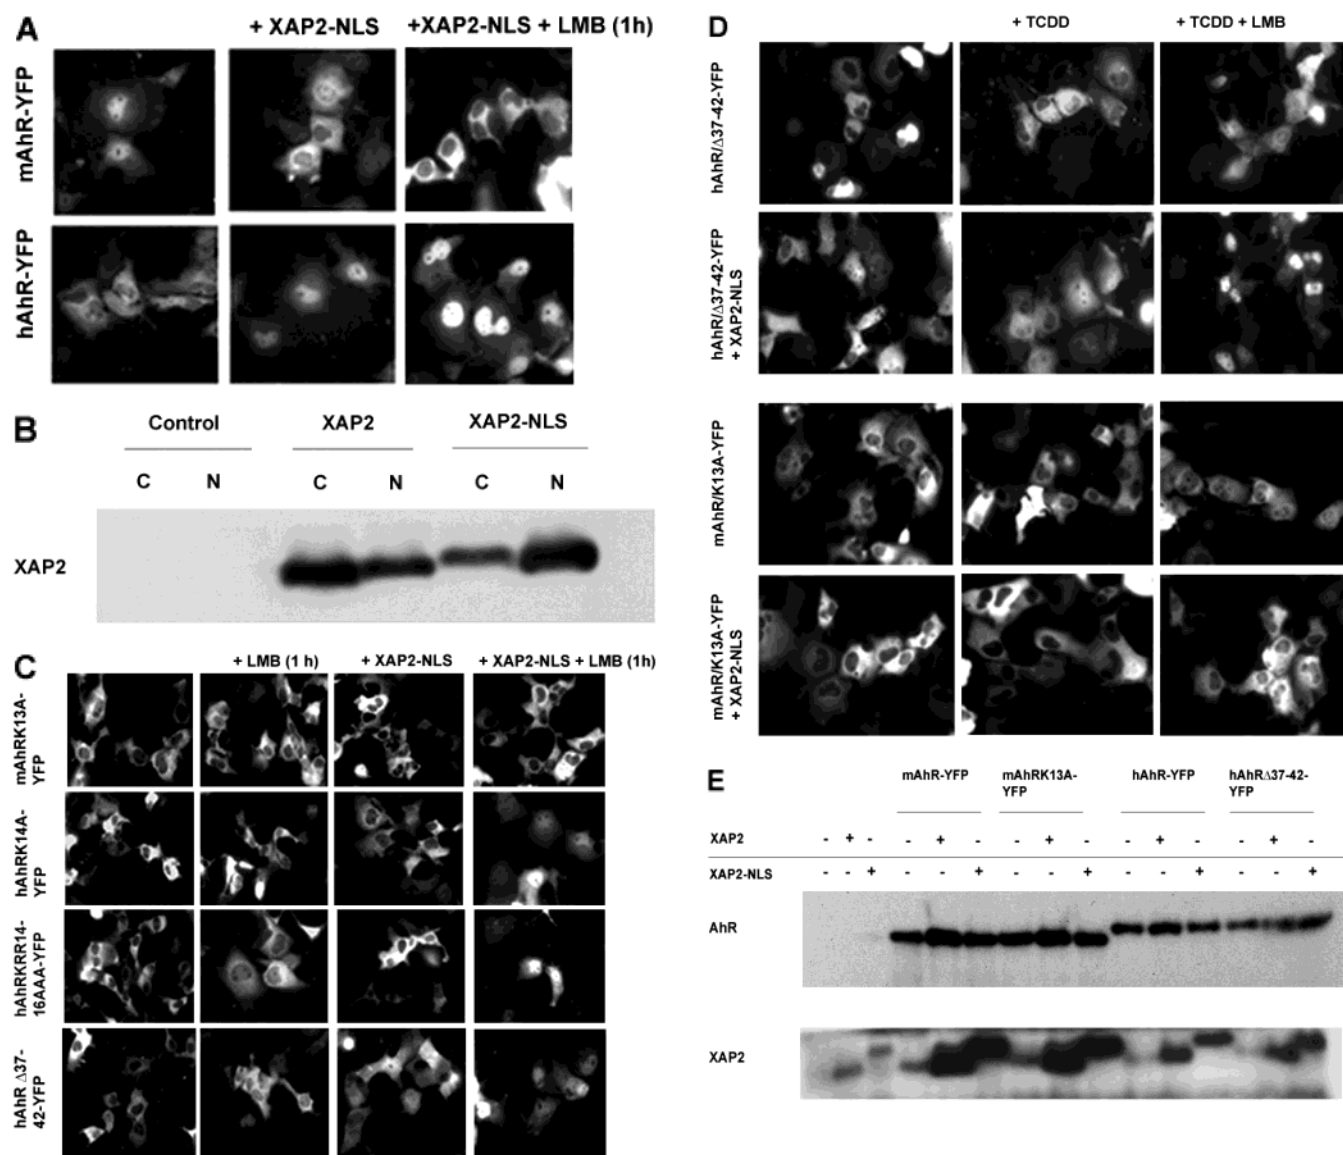 A
+ XAP2-NLS
+XAP2-NLS + LMB (1h)
mAhR-YFP
hAhR-YFP
B
Control
XAP2
XAP2-NLS
C
N
C
N
C
N
XAP2
C
+ LMB (1 h)
+ XAP2-NLS
+ XAP2-NLS + LMB (1h)
mAhRK13A-
YFP
hAhRK14A-
YFP
hAhRKRR14-
16AAA-YFP
hAhR Δ37-
42-YFP
D
+ TCDD
+ TCDD + LMB
hAhR/Δ37-42-YFP
hAhR/Δ37-42-YFP
+ XAP2-NLS
mAhR/K13A-YFP
mAhR/K13A-YFP
+ XAP2-NLS
E
mAhR-YFP
mAhRK13A-
YFP
hAhR-YFP
hAhRΔ37-42-
YFP
XAP2 - + - - + - - + - - + - - + -
XAP2-NLS - - + - - + - - + - - + - - +
AhR
XAP2